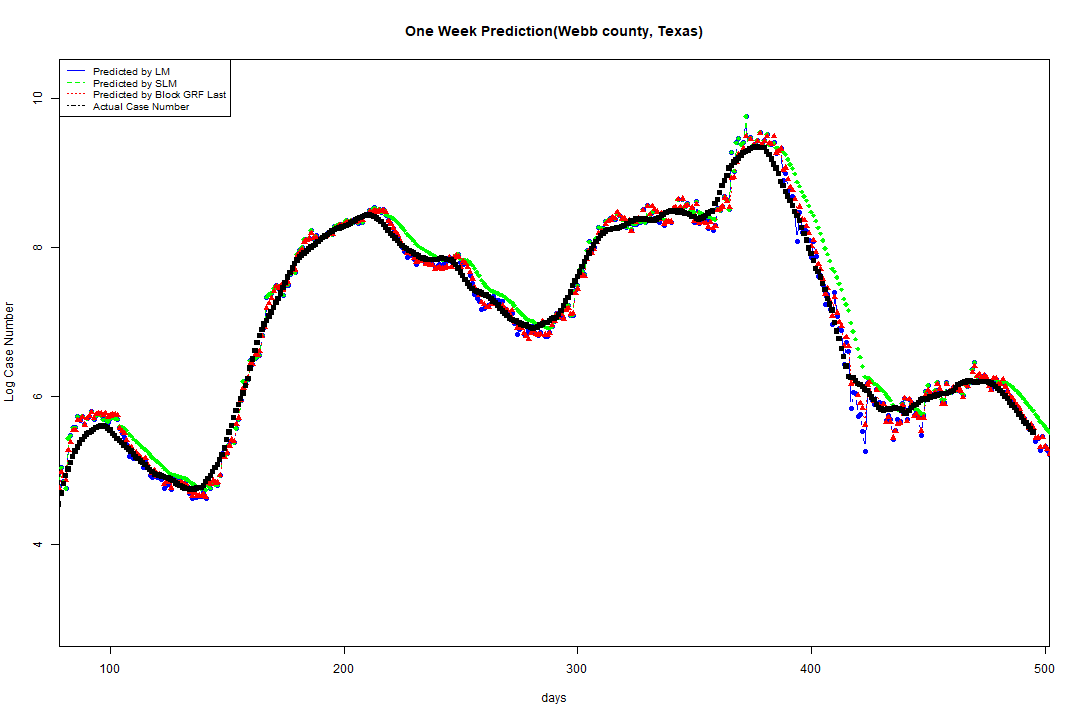 One Week Prediction(Webb county, Texas)
Predicted by LM
Predicted by SLM
Predicted by Block GRF Last
Actual Case Number
10
8
6
4
Log Case Number
100 200 300 400 500
days